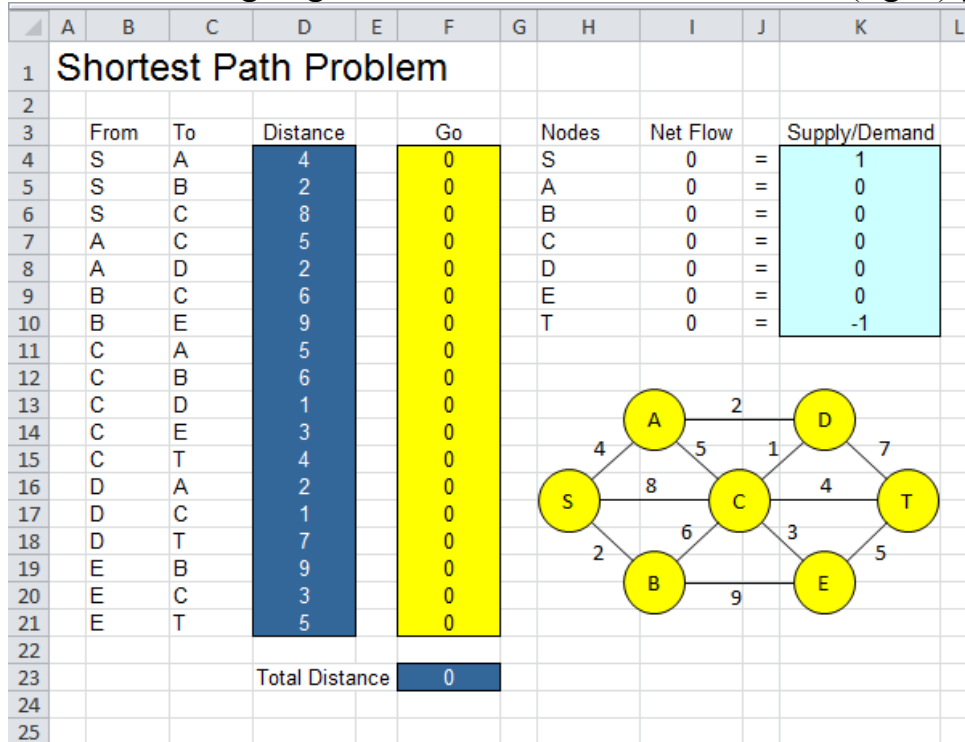 A B C D E F G H I J K L
1 Shortest Path Problem
2
3 From To Distance Go Nodes Net Flow Supply/Demand
4 S A 4 0 S 0 = 1
5 S B 2 0 A 0 = 0
6 S C 8 0 B 0 = 0
7 A C 5 0 C 0 = 0
8 A D 2 0 D 0 = 0
9 B C 6 0 E 0 = 0
10 B E 9 0 T 0 = -1
11 C A 5 0
12 C B 6 0
13 C D 1 0
14 C E 3 0
15 C T 4 0
16 D A 2 0
17 D C 1 0
18 D T 7 0
19 E B 9 0
20 E C 3 0
21 E T 5 0
22
23 Total Distance 0
24
25
A 2 D
4 5 1 7
S 8 C 4 T
2 6 3 5
B 9 E